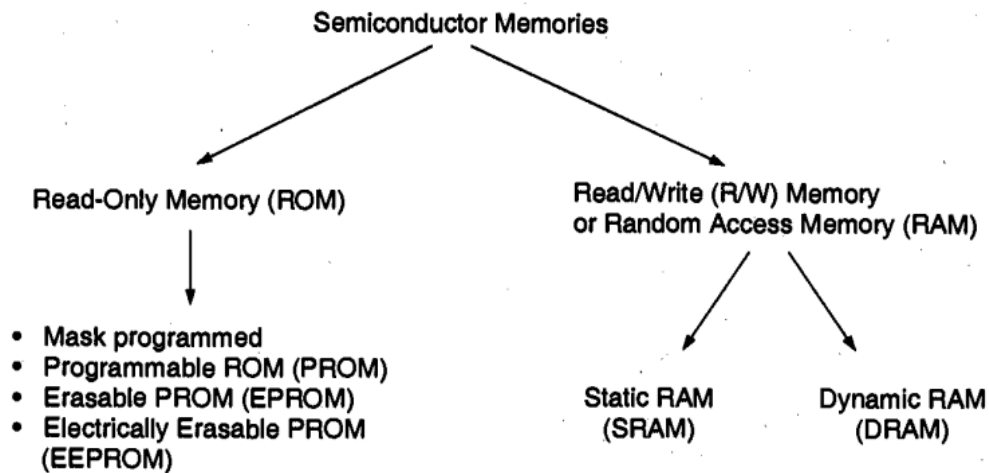 Semiconductor Memories
Read-Only Memory (ROM)
Read/Write (R/W) Memory
or Random Access Memory (RAM)
• Mask programmed
• Programmable ROM (PROM)
• Erasable PROM (EPROM)
• Electrically Erasable PROM
(EEPROM)
Static RAM
(SRAM)
Dynamic RAM
(DRAM)